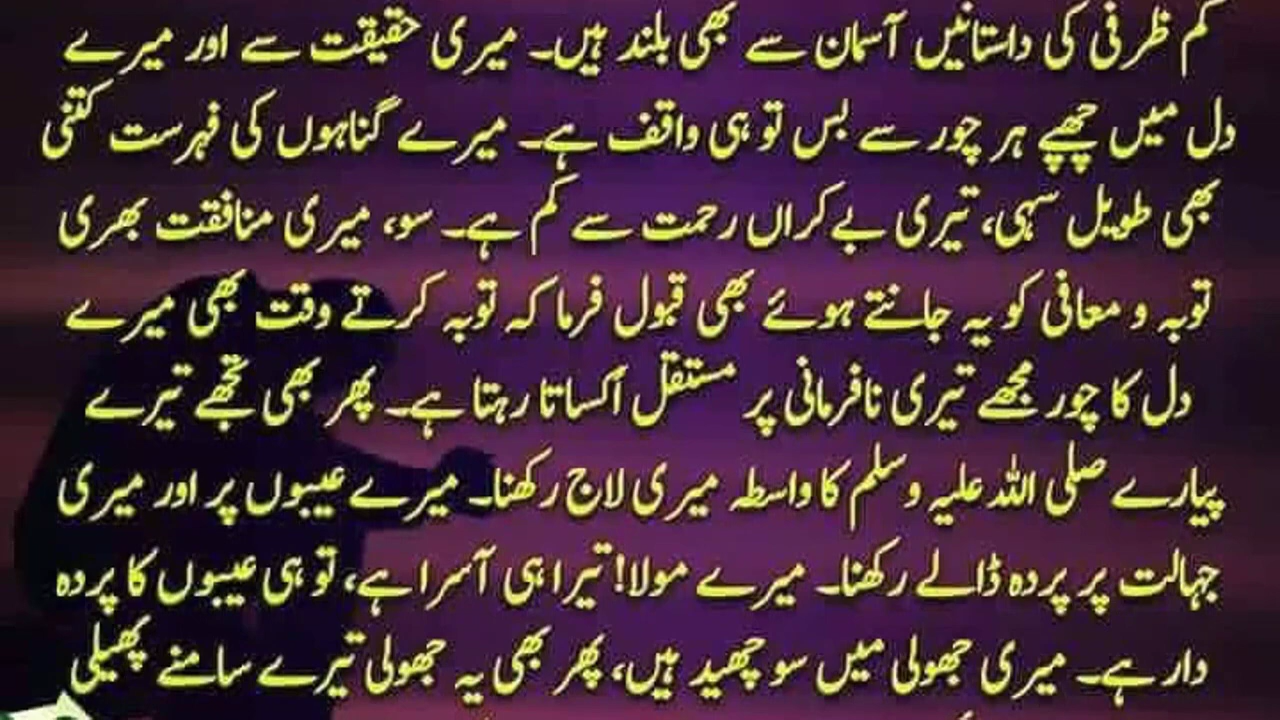 کم ظرفی کی داستانیں آسمان سے بھی بلند ہیں۔ میری حقیقت سے اور میرے
دل میں چھپے ہر چور سے بس تو ہی واقف ہے۔ میرے گناہوں کی فہرست کتنی
بھی طویل سہی، تیری بے کراں رحمت سے کم ہے۔ سو، میری منافقت بھری
توبہ و معافی کو یہ جانتے ہوئے بھی قبول فرما کہ توبہ کرتے وقت بھی میرے
دل کا چور مجھے تیری نافرمانی پر مستقل اُکساتا رہتا ہے۔ پھر بھی تجھے تیرے
پیارے صلی اللہ علیہ وسلم کا واسطہ میری لاج رکھنا۔ میرے عیبوں پر اور میری
جہالت پر پردہ ڈالے رکھنا۔ میرے مولا! تیرا ہی آسرا ہے، تو ہی عیبوں کا پردہ
دار ہے۔ میری جھولی میں سو چھید ہیں، پھر بھی یہ جھولی تیرے سامنے پھیلی